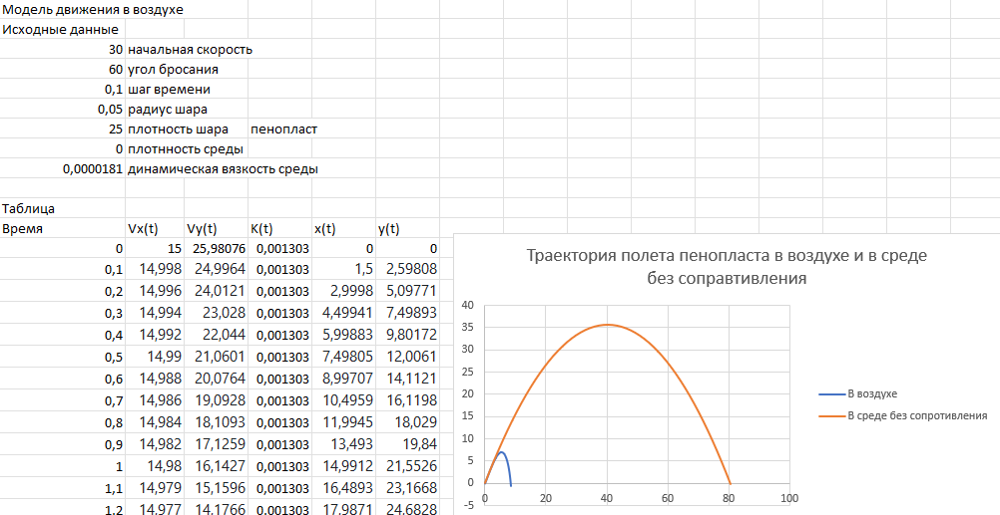 Модель движения в воздухе
Исходные данные
30 начальная скорость
60 угол бросания
0,1 шаг времени
0,05 радиус шара
25 плотность шара пенопласт
0 плотнность среды
0,0000181 динамическая вязкость среды
Таблица
Время Vx(t) Vy(t) K(t) x(t) y(t)
0 15 25,98076 0,001303 0 0
0,1 14,998 24,9964 0,001303 1,5 2,59808
0,2 14,996 24,0121 0,001303 2,9998 5,09771
0,3 14,994 23,028 0,001303 4,49941 7,49893
0,4 14,992 22,044 0,001303 5,99883 9,80172
0,5 14,99 21,0601 0,001303 7,49805 12,0061
0,6 14,988 20,0764 0,001303 8,99707 14,1121
0,7 14,986 19,0928 0,001303 10,4959 16,1198
0,8 14,984 18,1093 0,001303 11,9945 18,029
0,9 14,982 17,1259 0,001303 13,493 19,84
1 14,98 16,1427 0,001303 14,9912 21,5526
1,1 14,979 15,1596 0,001303 16,4893 23,1668
1,2 14,977 14,1766 0,001303 17,9871 24,6828
Траектория полета пенопласта в воздухе и в среде
без соправтивления
40
35
30
25
20
15
10
5
0
-5
0 20 40 60 80 100
В воздухе
В среде без сопротивления